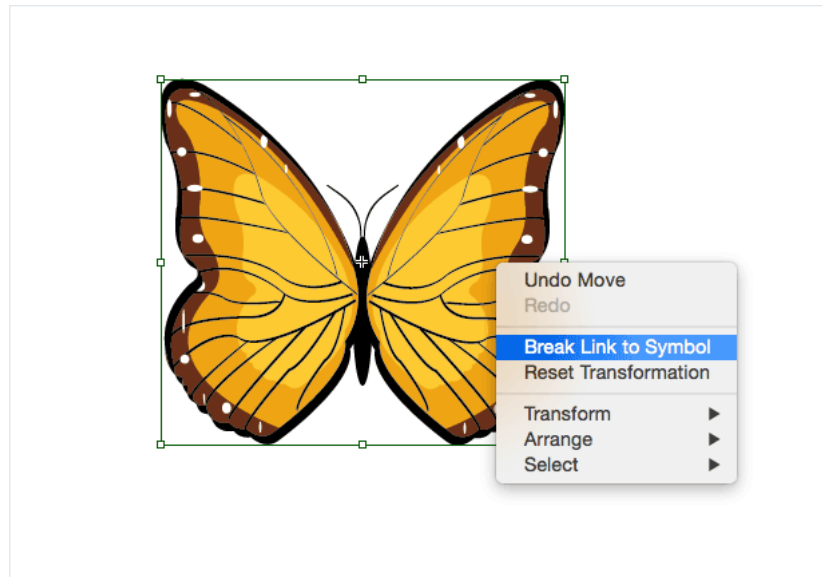 Undo Move
Redo
Break Link to Symbol
Reset Transformation
Transform
Arrange
Select